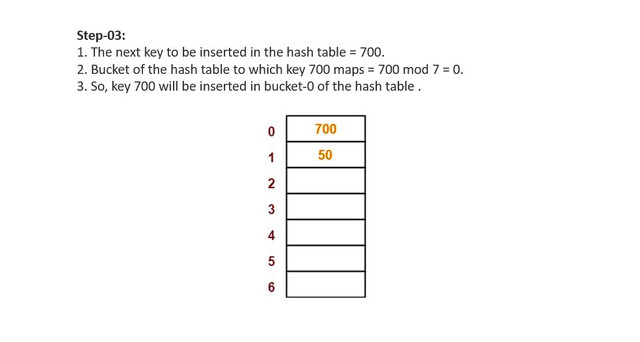 Step-03:
1. The next key to be inserted in the hash table = 700.
2. Bucket of the hash table to which key 700 maps = 700 mod 7 = 0.
3. So, key 700 will be inserted in bucket-0 of the hash table .
0 700
1 50
2
3
4
5
6